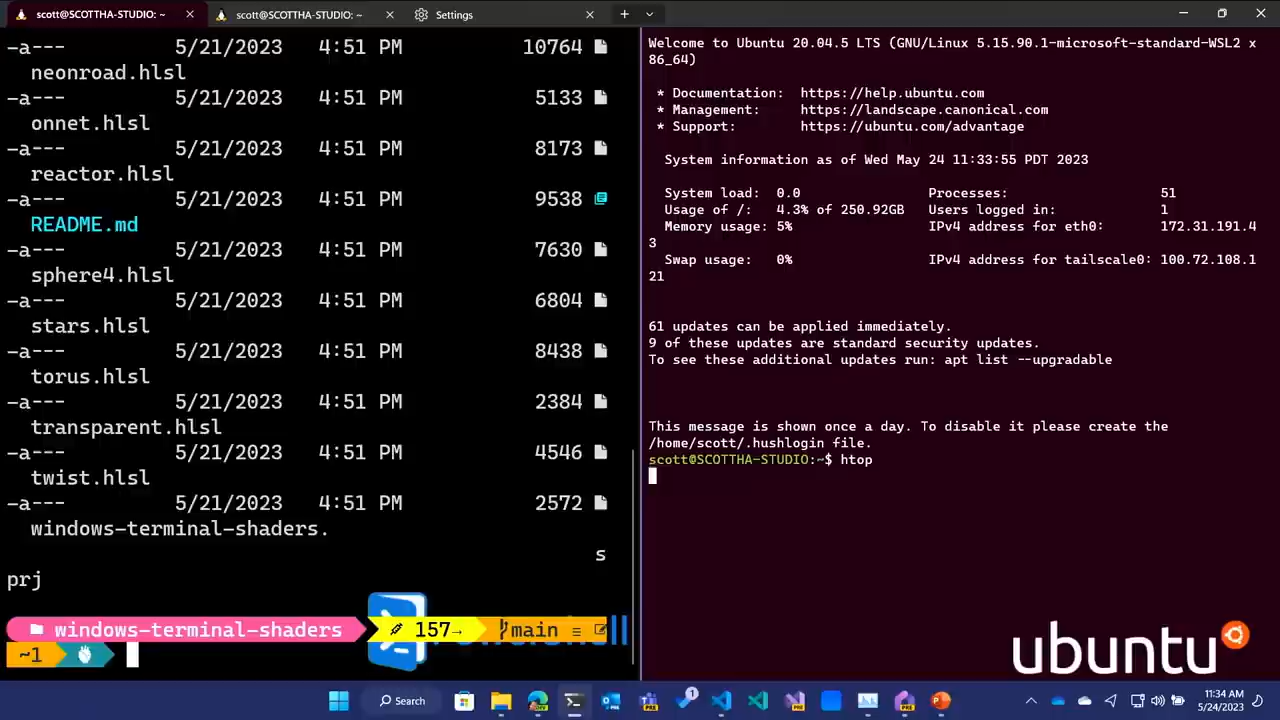 scott@SCOTTHA-STUDIO: ~
scott@SCOTTHA-STUDIO: ~
Settings
-a--- 5/21/2023 4:51 PM 10764
neonroad.hlsl
-a--- 5/21/2023 4:51 PM 5133
onnet.hlsl
-a--- 5/21/2023 4:51 PM 8173
reactor.hlsl
-a--- 5/21/2023 4:51 PM 9538
README.md
-a--- 5/21/2023 4:51 PM 7630
sphere4.hlsl
-a--- 5/21/2023 4:51 PM 6804
stars.hlsl
-a--- 5/21/2023 4:51 PM 8438
torus.hlsl
-a--- 5/21/2023 4:51 PM 2384
transparent.hlsl
-a--- 5/21/2023 4:51 PM 4546
twist.hlsl
-a--- 5/21/2023 4:51 PM 2572
windows-terminal-shaders.
s
prj
windows-terminal-shaders 157→ main ≡
~1
Welcome to Ubuntu 20.04.5 LTS (GNU/Linux 5.15.90.1-microsoft-standard-WSL2 x
86_64)
* Documentation: https://help.ubuntu.com
* Management: https://landscape.canonical.com
* Support: https://ubuntu.com/advantage
System information as of Wed May 24 11:33:55 PDT 2023
System load: 0.0 Processes: 51
Usage of /: 4.3% of 250.92GB Users logged in: 1
Memory usage: 5% IPv4 address for eth0: 172.31.191.4
3
Swap usage: 0% IPv4 address for tailscale0: 100.72.108.1
21
61 updates can be applied immediately.
9 of these updates are standard security updates.
To see these additional updates run: apt list --upgradable
This message is shown once a day. To disable it please create the
/home/scott/.hushlogin file.
scott@SCOTTHA-STUDIO:~$ htop
ubuntu
Search
1
11:34 AM
5/24/2023